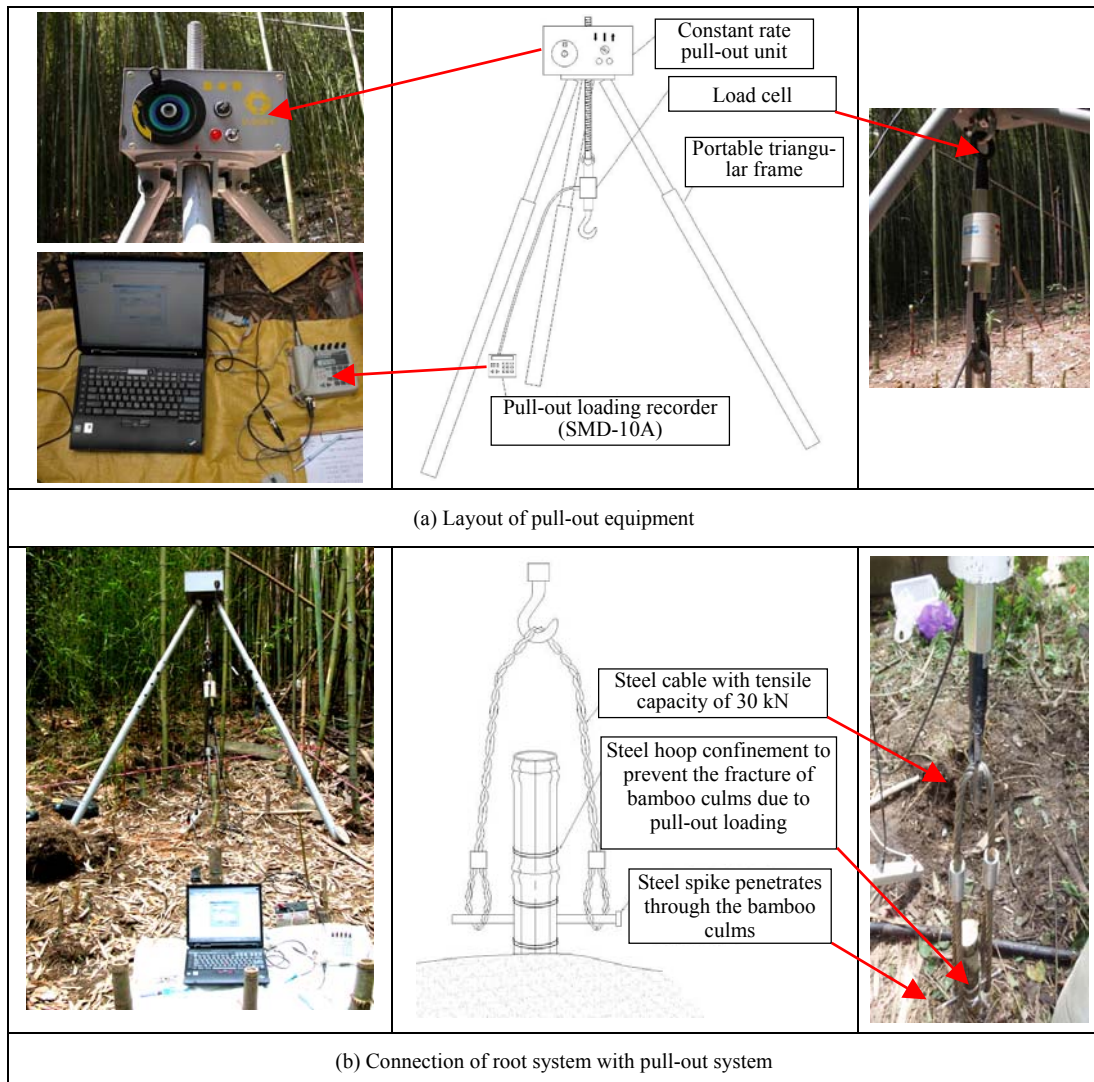 Constant rate
pull-out unit
Load cell
Portable triangu-
lar frame
Pull-out loading recorder
(SMD-10A)
(a) Layout of pull-out equipment
Steel cable with tensile
capacity of 30 kN
Steel hoop confinement to
prevent the fracture of
bamboo culms due to
pull-out loading
Steel spike penetrates
through the bamboo
culms
(b) Connection of root system with pull-out system